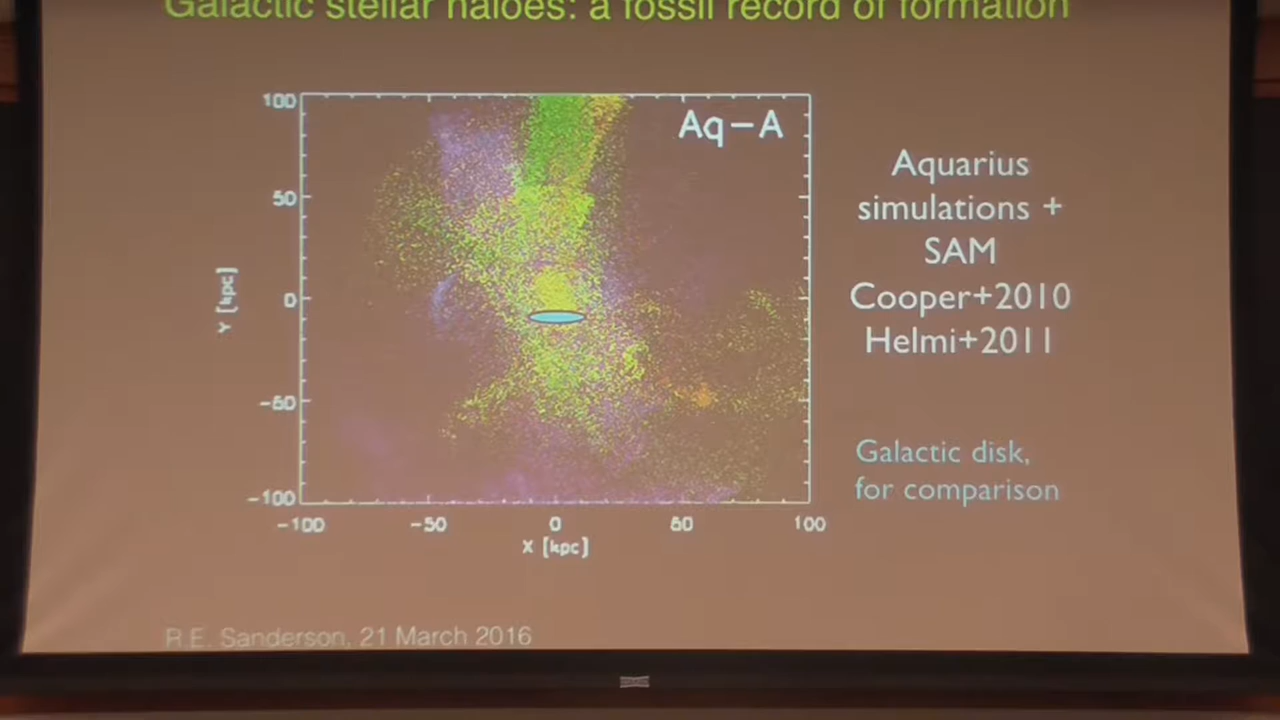 Galactic stellar haloes: a fossil record of formation
Aq-A
100
50
0
-50
-100
Y [kpc]
-100 -50 0 50 100
X [kpc]
Aquarius
simulations +
SAM
Cooper+2010
Helmi+2011
Galactic disk,
for comparison
R.E. Sanderson, 21 March 2016